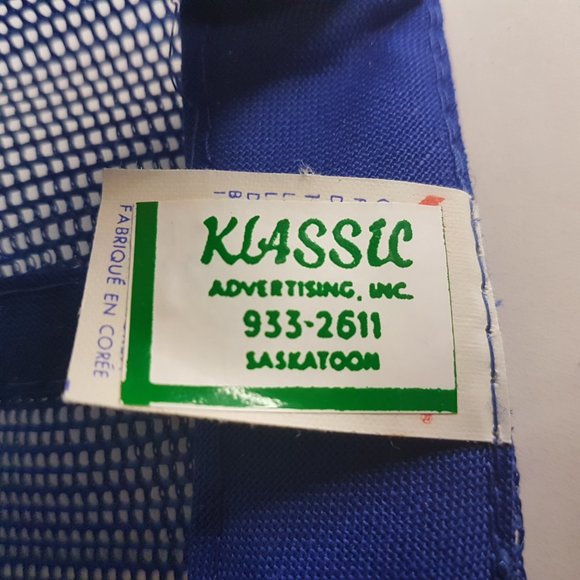 KLASSIC
ADVERTISING, INC.
933-2611
SASKATOON
FABRIQUÉ EN CORÉE